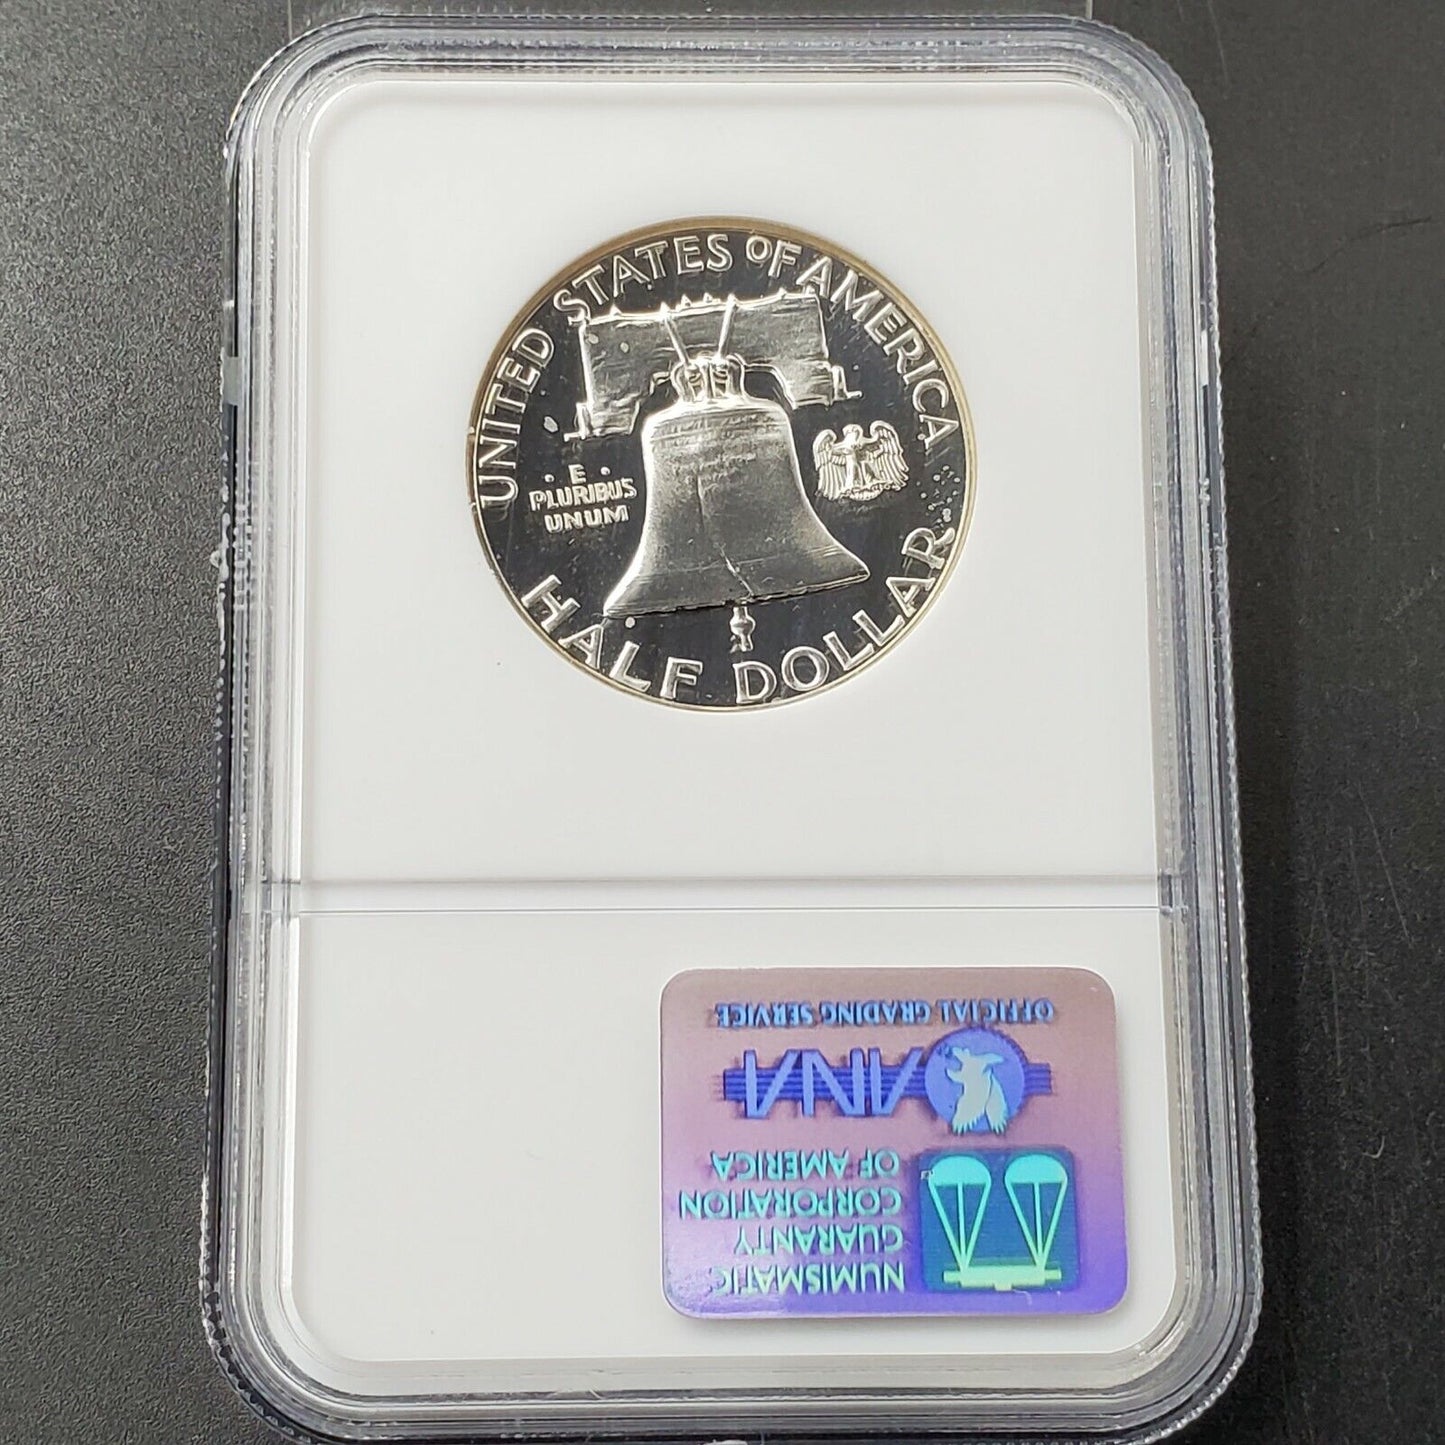 UNITED STATES OF AMERICA
E
PLURIBUS
UNUM
HALF DOLLAR
NUMISMATIC
GUARANTY
CORPORATION
OF AMERICA
ANA
OFFICIAL GRADING SERVICE